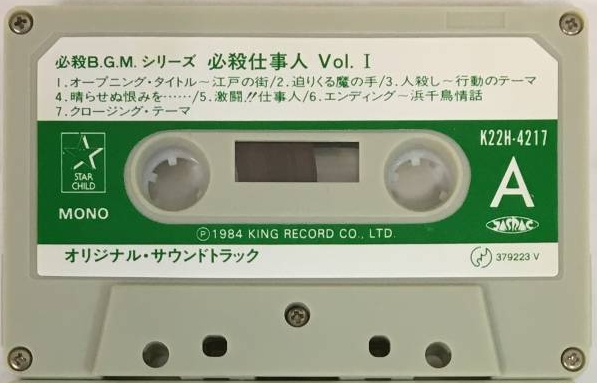 必殺B.G.M.シリーズ 必殺仕事人 Vol. I
1.オープニング・タイトル〜江戸の街/2.迫りくる魔の手/3.人殺し〜行動のテーマ
4.晴らせぬ恨みを……/5.激闘!!仕事人/6.エンディング〜浜千鳥情話
7.クロージング・テーマ
K22H-4217
STAR
CHILD
A
MONO
JASRAC
Ⓟ1984 KING RECORD CO., LTD.
オリジナル・サウンドトラック
379223 V